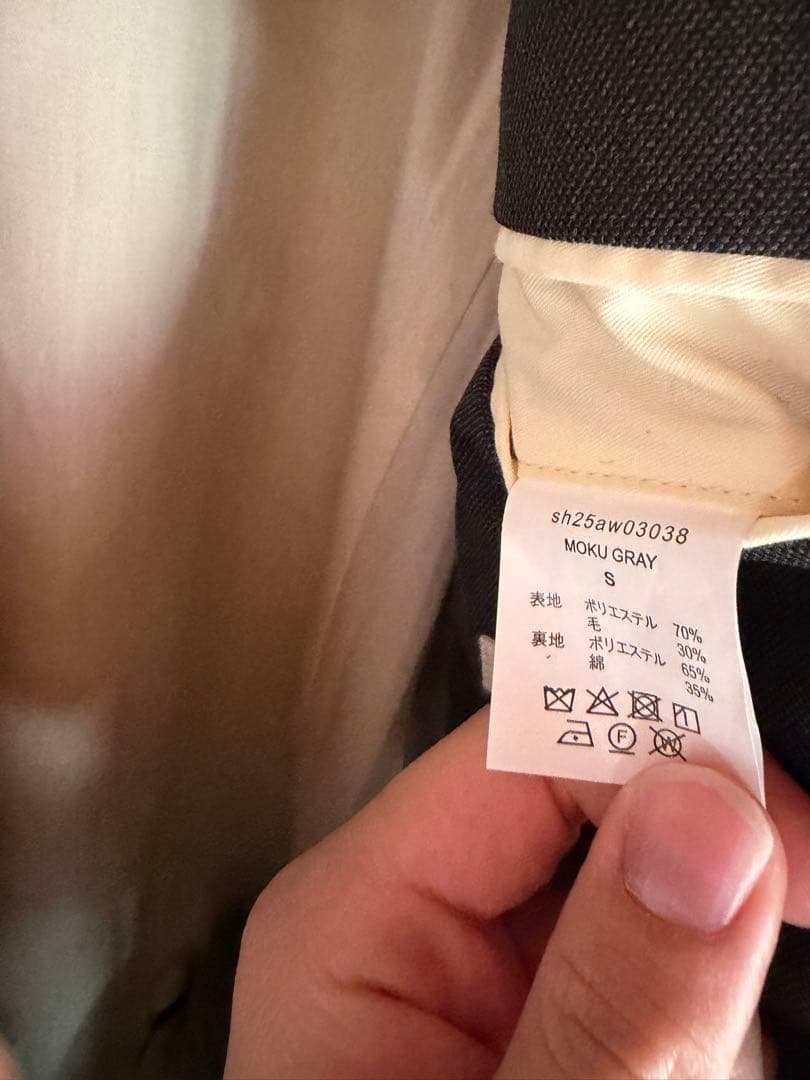 sh25aw03038
MOKU GRAY
S
表地 ポリエステル 70%
毛 30%
裏地 ポリエステル 65%
綿 35%
F
W